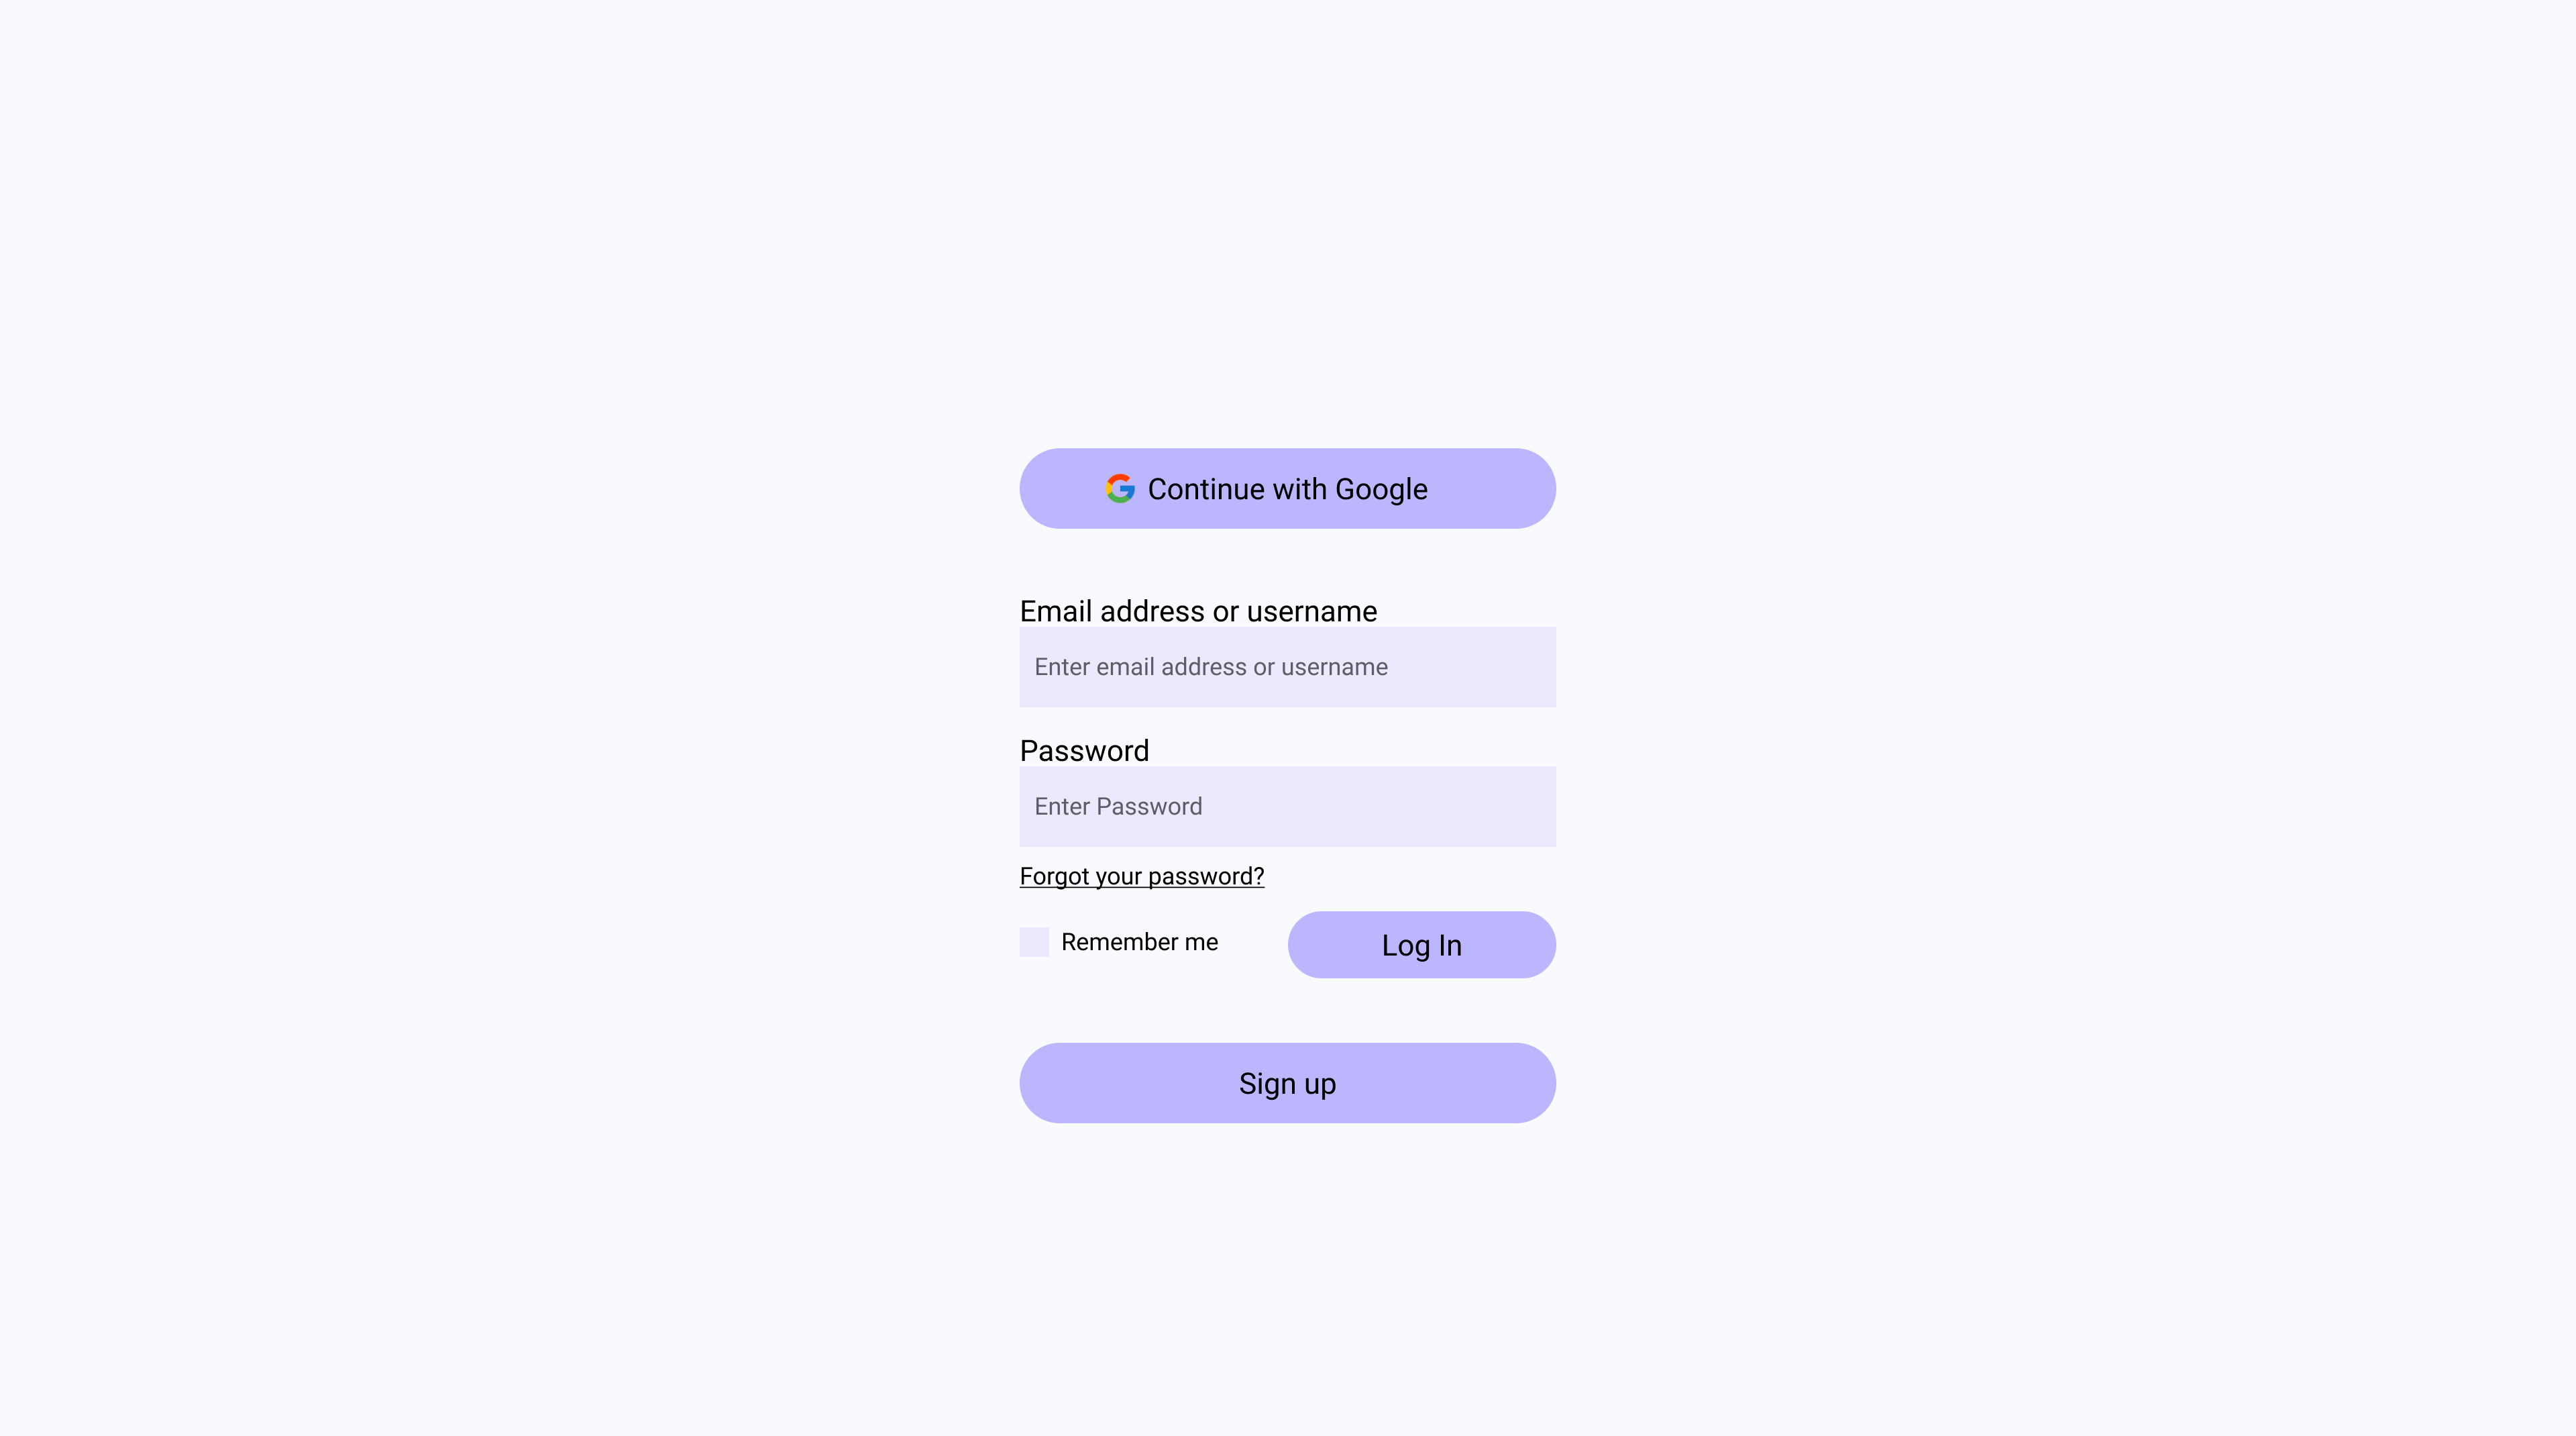 Continue with Google
Email address or username
Enter email address or username
Password
Enter Password
Forgot your password?
Remember me
Log In
Sign up